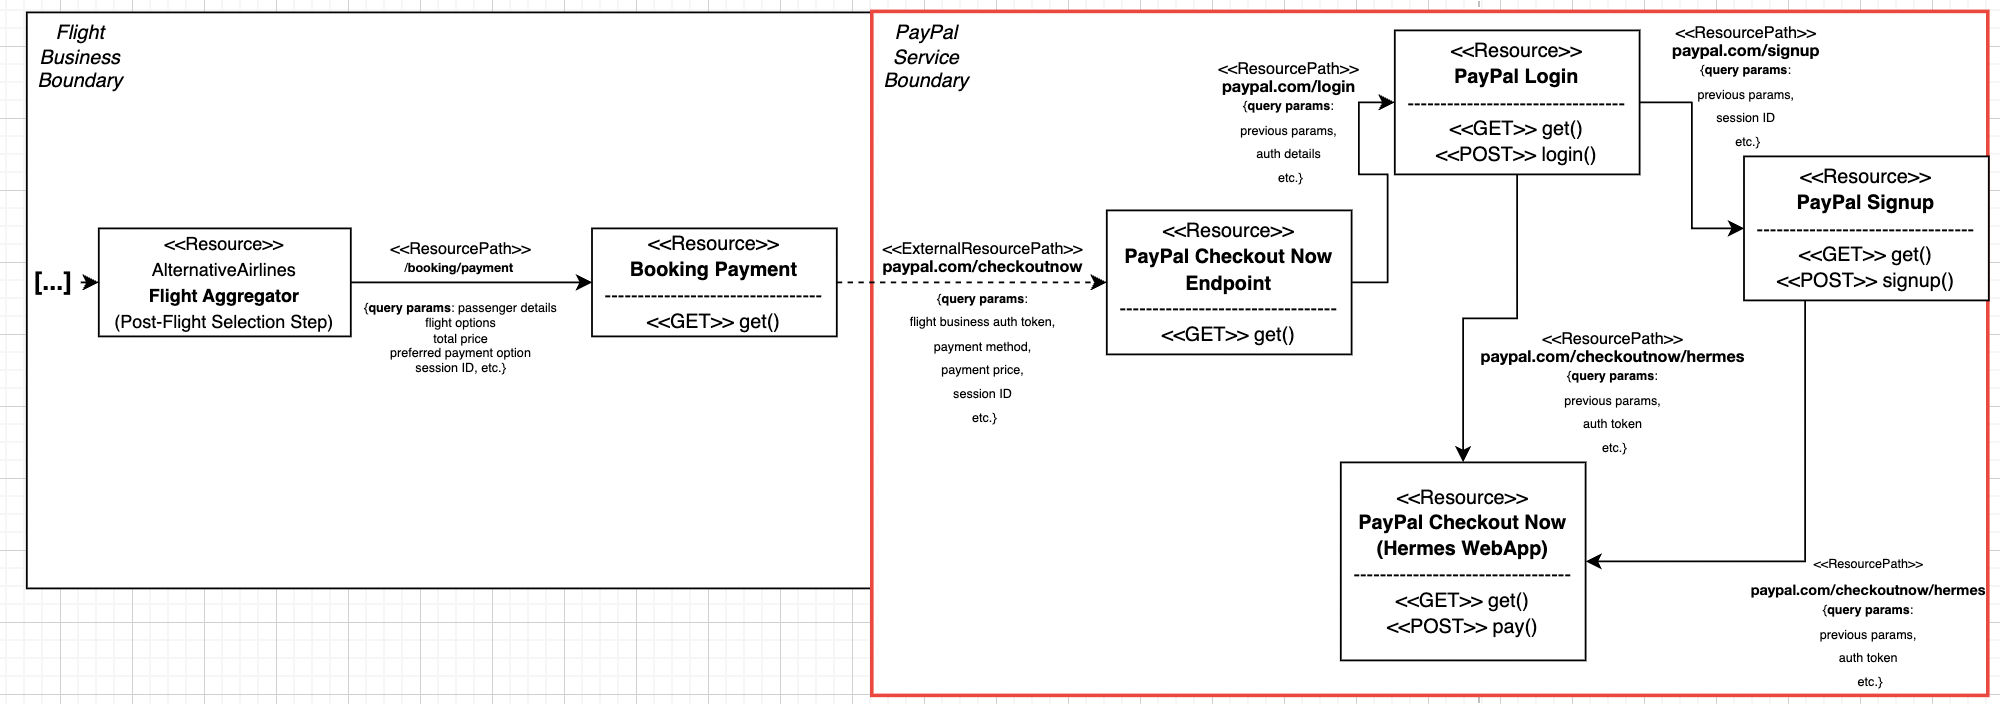 Flight
Business
Boundary
[...]
<<Resource>>
AlternativeAirlines
Flight Aggregator
(Post-Flight Selection Step)
<<ResourcePath>>
/booking/payment
{query params: passenger details
flight options
total price
preferred payment option
session ID, etc.}
<<Resource>>
Booking Payment
<<GET>> get()
PayPal
Service
Boundary
<<ExternalResourcePath>>
paypal.com/checkoutnow
{query params:
flight business auth token,
payment method,
payment price,
session ID
etc.}
<<Resource>>
PayPal Checkout Now
Endpoint
<<GET>> get()
<<ResourcePath>>
paypal.com/login
{query params:
previous params,
auth details
etc.}
<<Resource>>
PayPal Login
<<GET>> get()
<<POST>> login()
<<ResourcePath>>
paypal.com/signup
{query params:
previous params,
session ID
etc.}
<<Resource>>
PayPal Signup
<<GET>> get()
<<POST>> signup()
<<ResourcePath>>
paypal.com/checkoutnow/hermes
{query params:
previous params,
auth token
etc.}
<<Resource>>
PayPal Checkout Now
(Hermes WebApp)
<<GET>> get()
<<POST>> pay()
<<ResourcePath>>
paypal.com/checkoutnow/hermes
{query params:
previous params,
auth token
etc.}